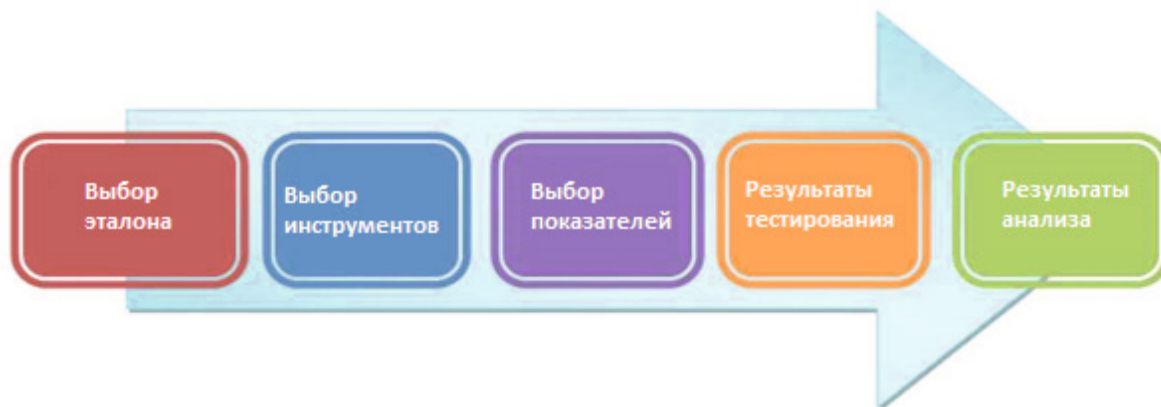 Выбор
эталона
Выбор
инструментов
Выбор
показателей
Результаты
тестирования
Результаты
анализа